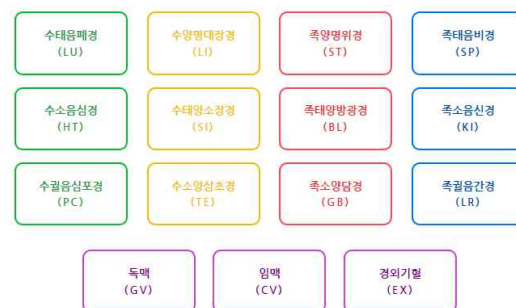 수태음폐경
(LU)
수양명대장경
(LI)
족양명위경
(ST)
족태음비경
(SP)
수소음심경
(HT)
수태양소장경
(SI)
족태양방광경
(BL)
족소음신경
(KI)
수궐음심포경
(PC)
수소양삼초경
(TE)
족소양담경
(GB)
족궐음간경
(LR)
독맥
(GV)
임맥
(CV)
경외기혈
(EX)